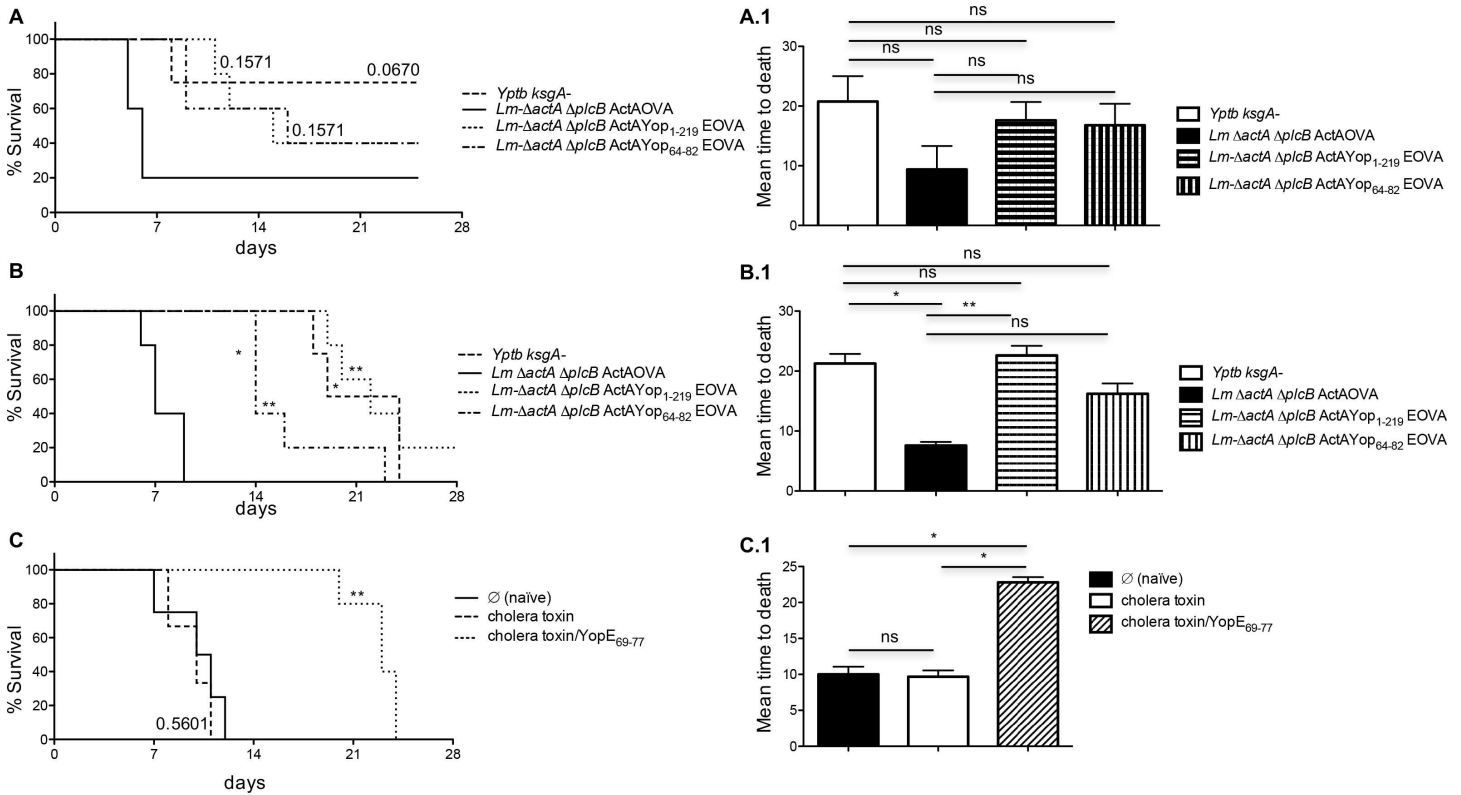 A
100
80
60
40
20
0
0 7 14 21 28
% Survival
days
0.1571
0.0670
0.1571
Yptb ksgA-
Lm-ΔactA ΔplcB ActAOVA
Lm-ΔactA ΔplcB ActAYop1-219 EOVA
Lm-ΔactA ΔplcB ActAYop64-82 EOVA
A.1
ns
ns
ns
ns
ns
30
20
10
0
Mean time to death
Yptb ksgA-
Lm ΔactA ΔplcB ActAOVA
Lm-ΔactA ΔplcB ActAYop1-219 EOVA
Lm-ΔactA ΔplcB ActAYop64-82 EOVA
B
100
80
60
40
20
0
0 7 14 21 28
% Survival
days
*
**
*
**
Yptb ksgA-
Lm ΔactA ΔplcB ActAOVA
Lm-ΔactA ΔplcB ActAYop1-219 EOVA
Lm-ΔactA ΔplcB ActAYop64-82 EOVA
B.1
ns
ns
*
**
ns
30
20
10
0
Mean time to death
Yptb ksgA-
Lm ΔactA ΔplcB ActAOVA
Lm-ΔactA ΔplcB ActAYop1-219 EOVA
Lm-ΔactA ΔplcB ActAYop64-82 EOVA
C
100
80
60
40
20
0
0 7 14 21 28
% Survival
days
**
0.5601
∅ (naïve)
cholera toxin
cholera toxin/YopE69-77
C.1
*
*
ns
25
20
15
10
5
0
Mean time to death
∅ (naïve)
cholera toxin
cholera toxin/YopE69-77